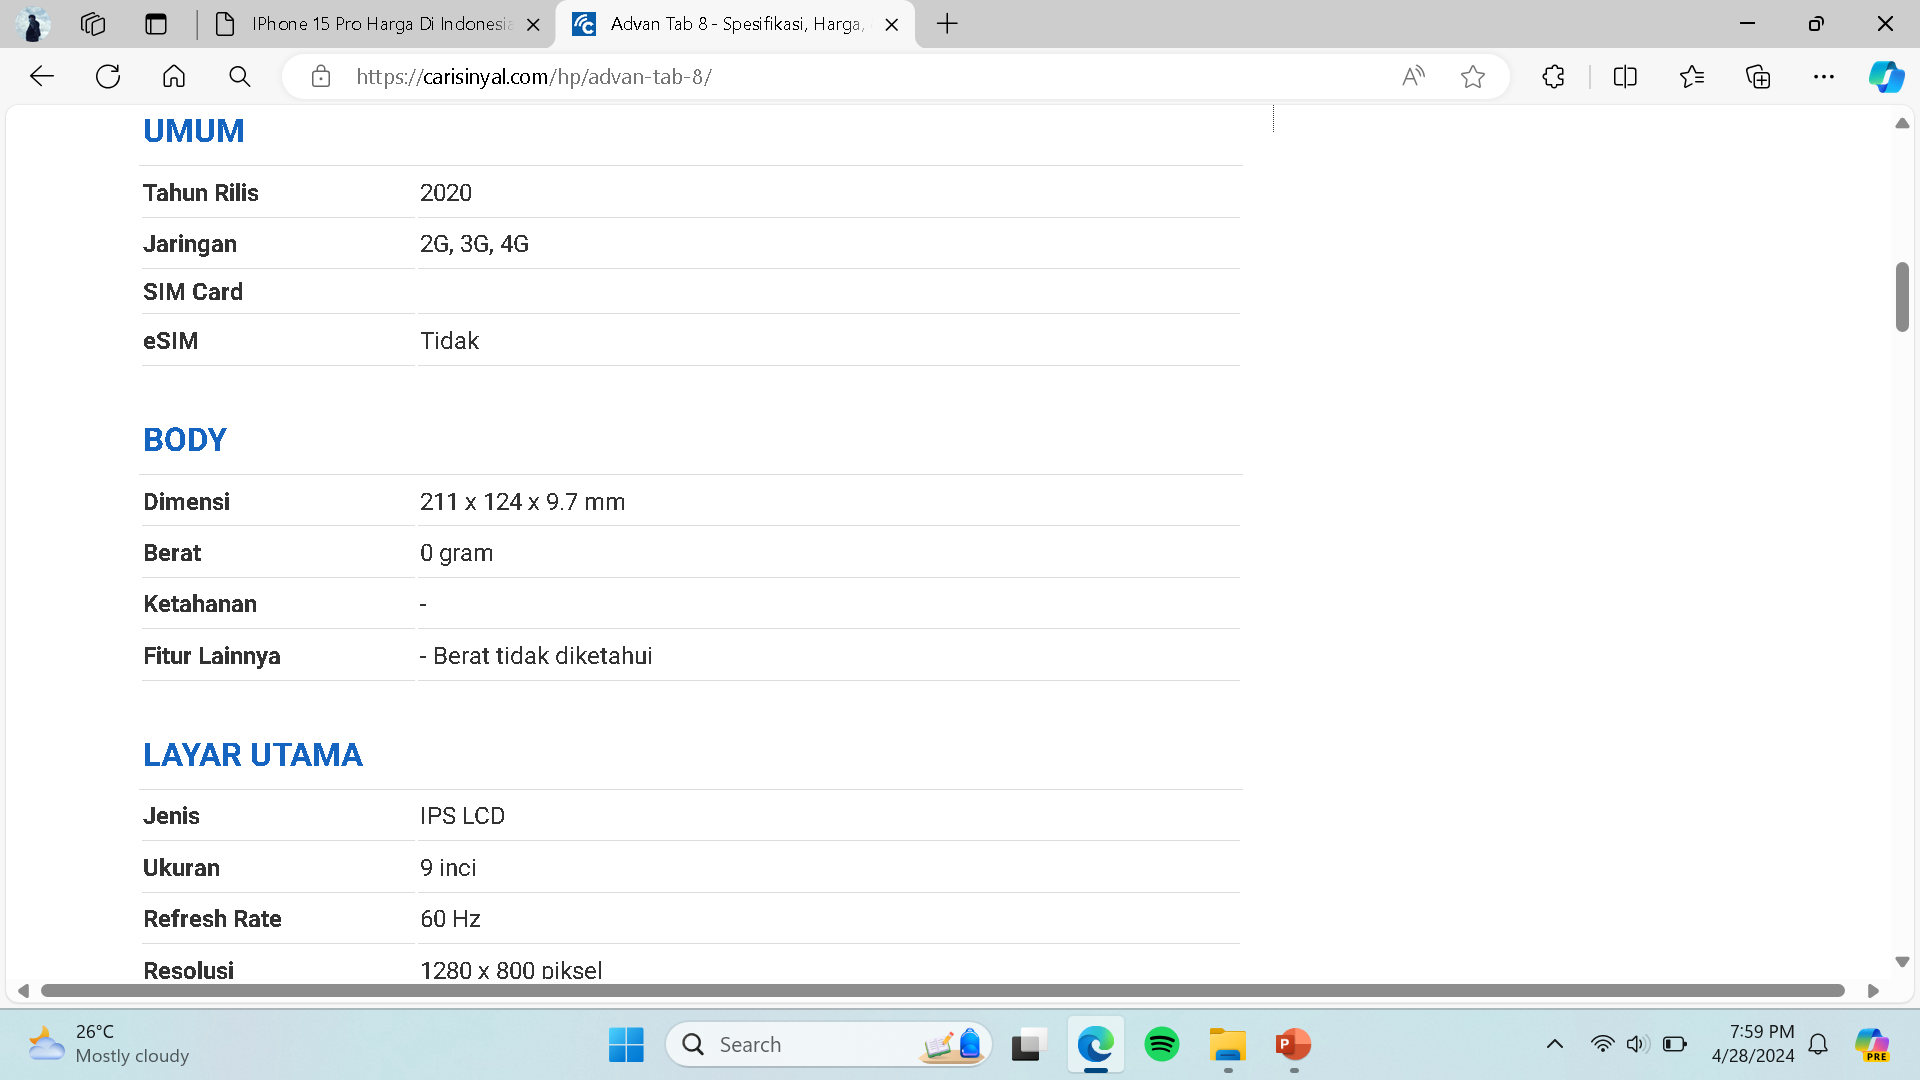 IPhone 15 Pro Harga Di Indonesia
Advan Tab 8 - Spesifikasi, Harga,
https://carisinyal.com/hp/advan-tab-8/
UMUM
Tahun Rilis 2020
Jaringan 2G, 3G, 4G
SIM Card
eSIM Tidak
BODY
Dimensi 211 x 124 x 9.7 mm
Berat 0 gram
Ketahanan -
Fitur Lainnya - Berat tidak diketahui
LAYAR UTAMA
Jenis IPS LCD
Ukuran 9 inci
Refresh Rate 60 Hz
Resolusi 1280 x 800 piksel
26°C
Mostly cloudy
Search
7:59 PM
4/28/2024
PRE